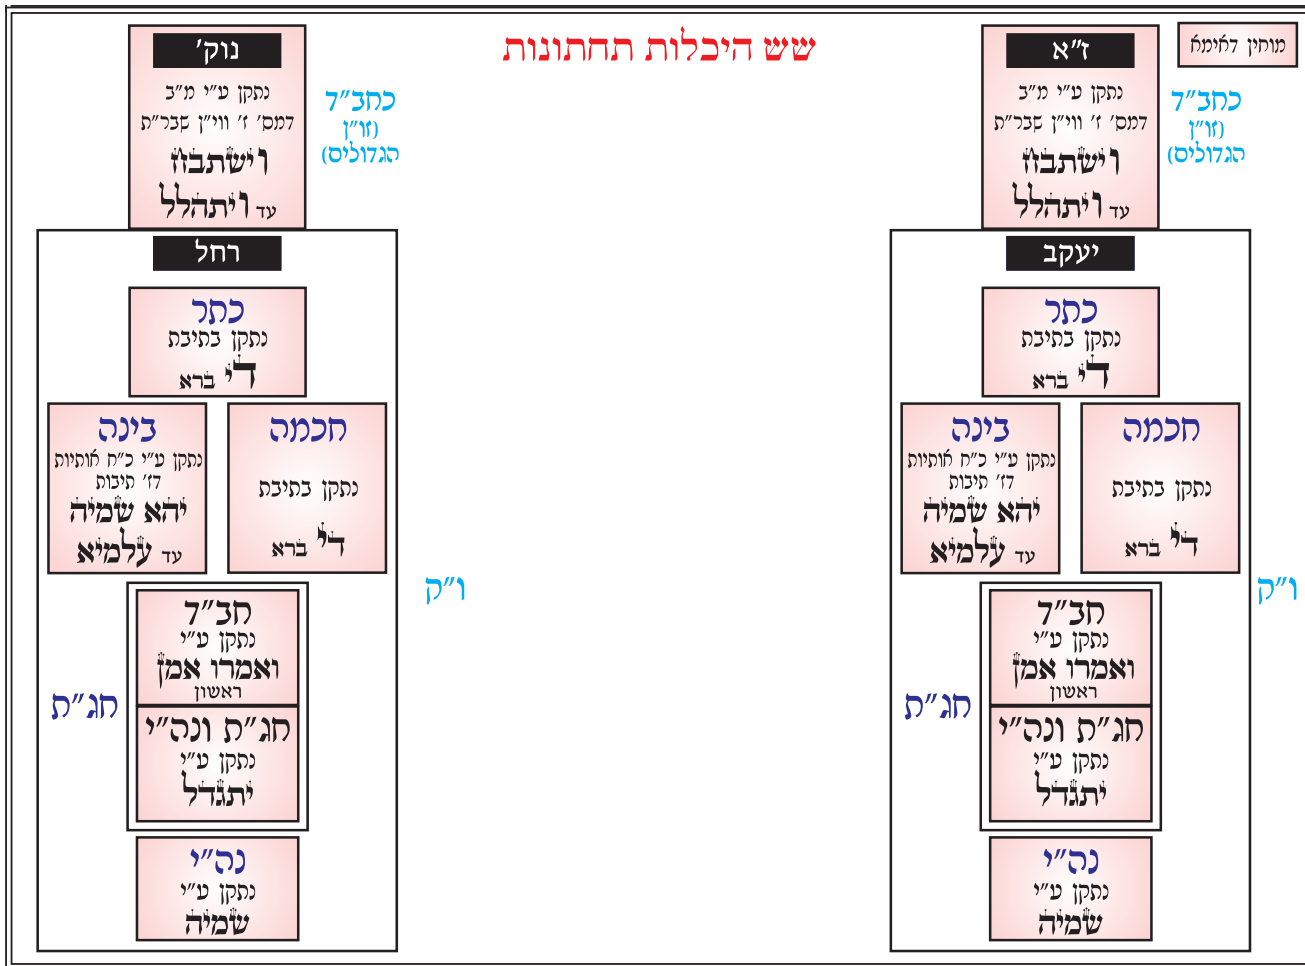 שש היכלות תחתונות
מוחין דאימא
ז"א
נתקן ע"י מ"ב
דמס' ז' ווי"ן שבר"ת
וישתבח
עד ויתהלל
כחב"ד
(זו"ן
הגדולים)
יעקב
כתר
נתקן בתיבת
די ברא
חכמה
נתקן בתיבת
די ברא
בינה
נתקן ע"י כ"ח אותיות
דז' תיבות
יהא שמיה
עד עלמיא
ו"ק
חב"ד
נתקן ע"י
ואמרו אמן
ראשון
חג"ת ונה"י
נתקן ע"י
יתגדל
חג"ת
נה"י
נתקן ע"י
שמיה
נוק'
נתקן ע"י מ"ב
דמס' ז' ווי"ן שבר"ת
וישתבח
עד ויתהלל
כחב"ד
(זו"ן
הגדולים)
רחל
כתר
נתקן בתיבת
די ברא
חכמה
נתקן בתיבת
די ברא
בינה
נתקן ע"י כ"ח אותיות
דז' תיבות
יהא שמיה
עד עלמיא
ו"ק
חב"ד
נתקן ע"י
ואמרו אמן
ראשון
חג"ת ונה"י
נתקן ע"י
יתגדל
חג"ת
נה"י
נתקן ע"י
שמיה